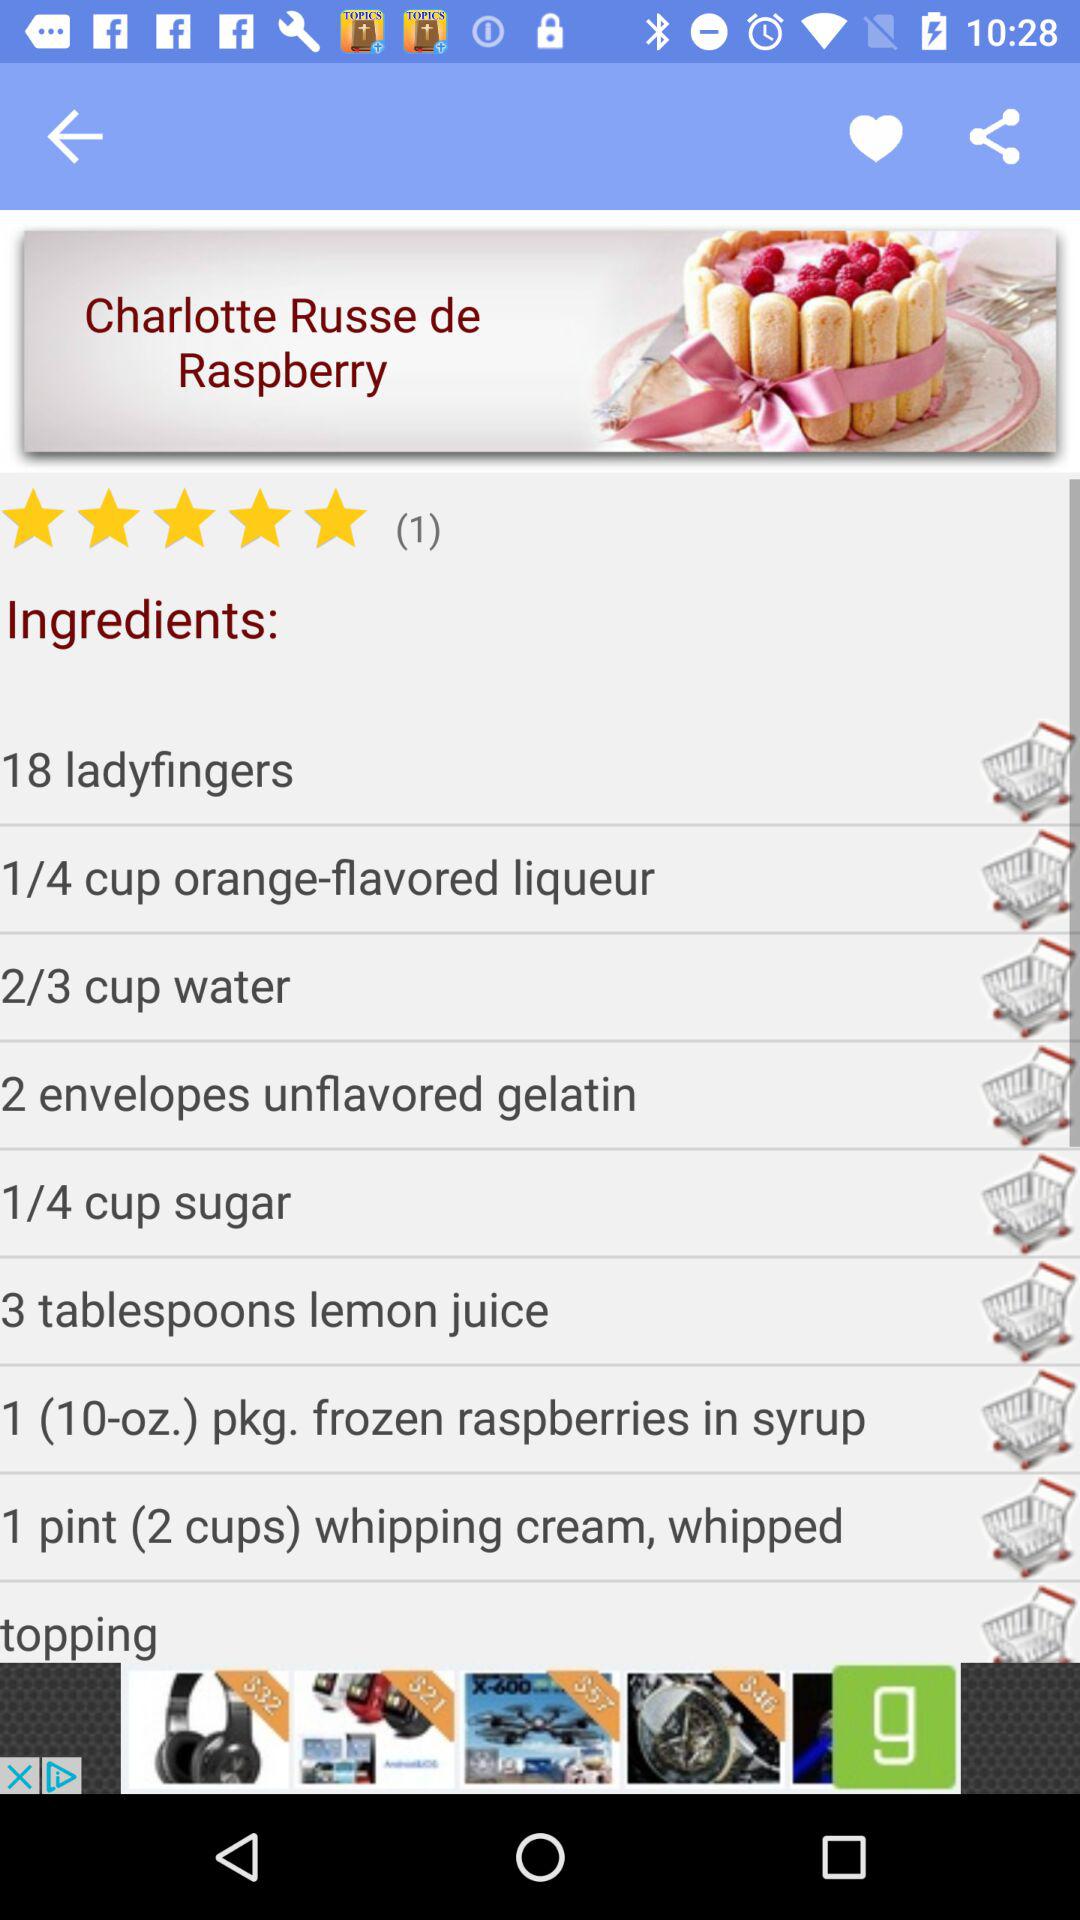 TOPICS TOPICS 10:28
Charlotte Russe de
Raspberry
(1)
Ingredients:
18 ladyfingers
1/4 cup orange-flavored liqueur
2/3 cup water
2 envelopes unflavored gelatin
1/4 cup sugar
3 tablespoons lemon juice
1 (10-oz.) pkg. frozen raspberries in syrup
1 pint (2 cups) whipping cream, whipped
topping
$32 $21 X-600 $57 $46 g
Android&IOS